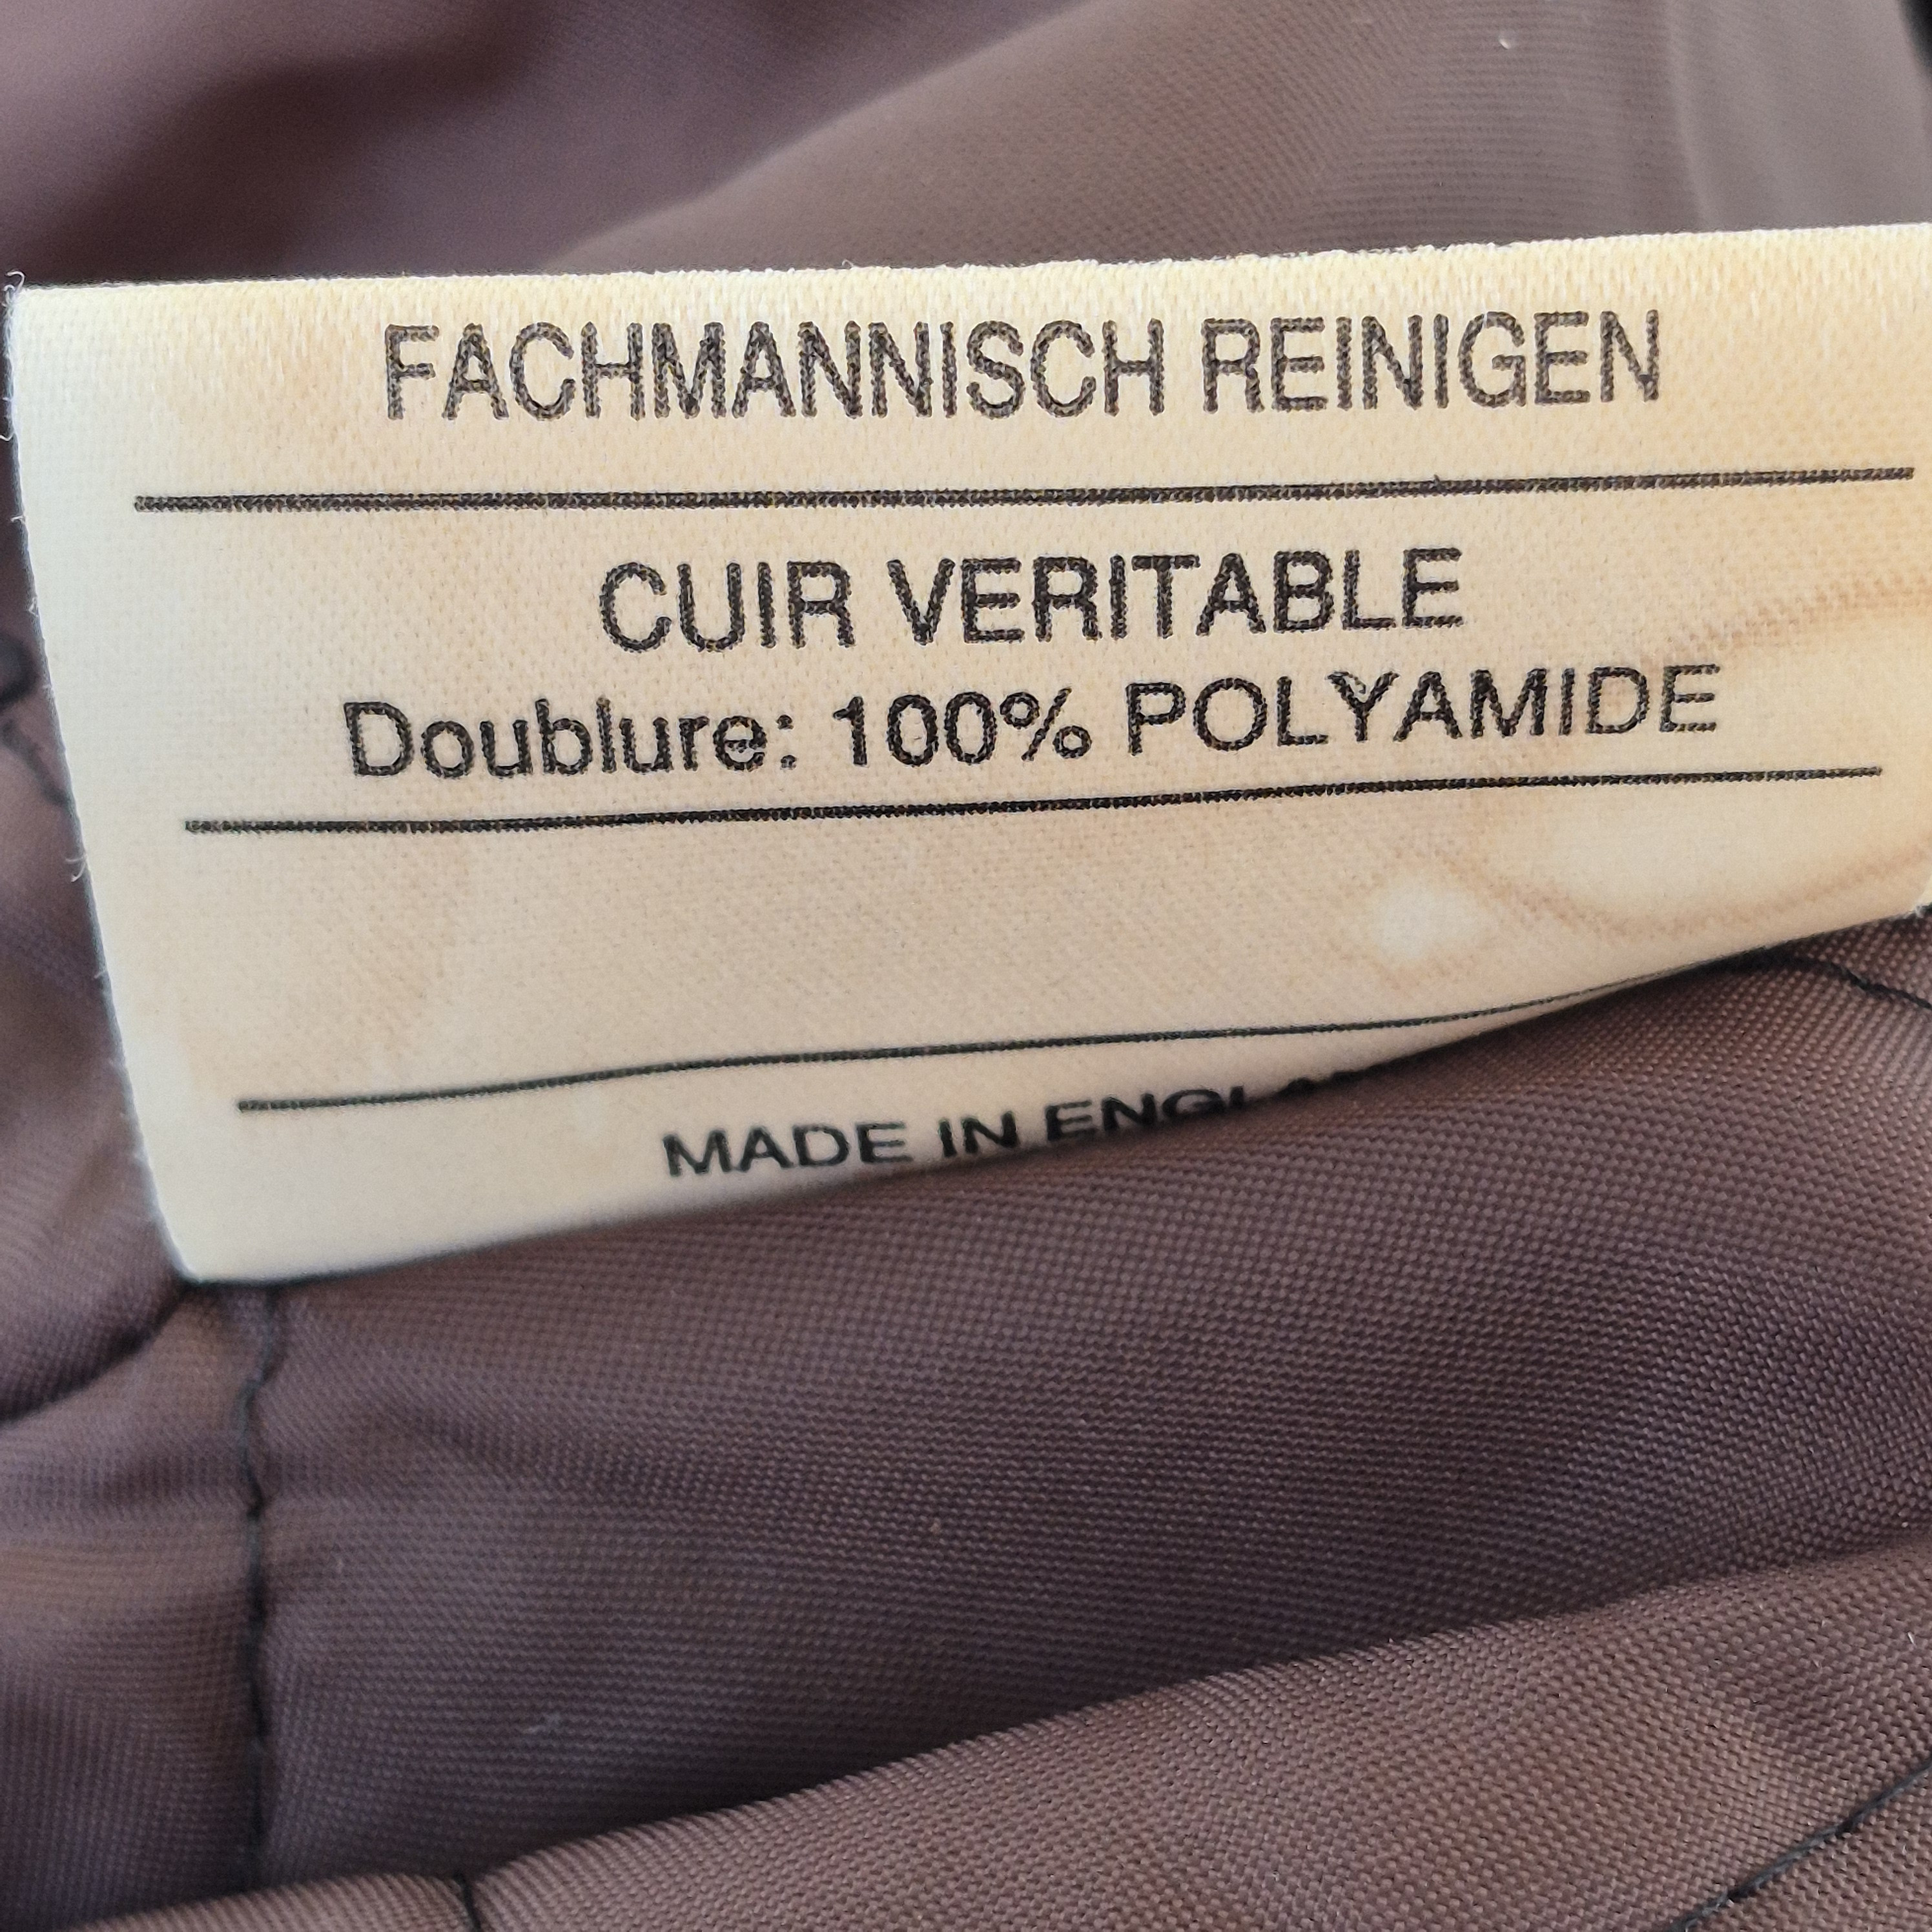 FACHMANNISCH REINIGEN
CUIR VERITABLE
Doublure: 100% POLYAMIDE
MADE IN